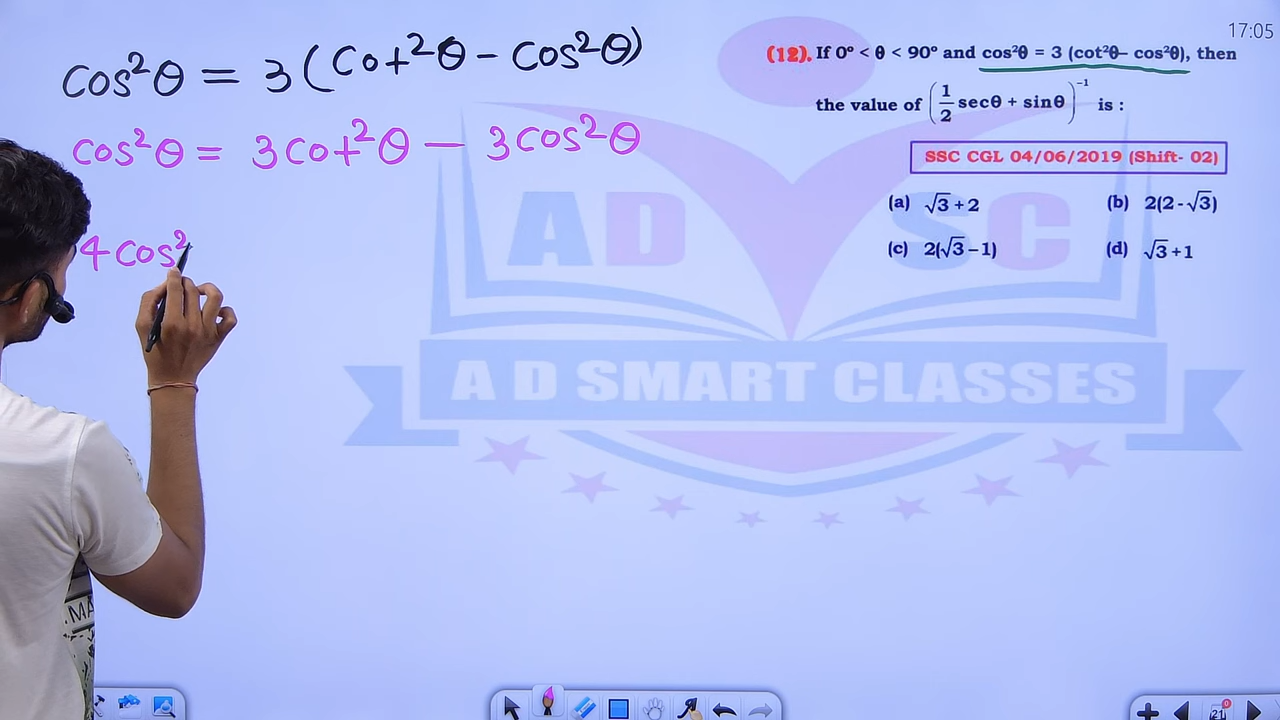 17:05
cos²θ = 3(cot²θ - cos²θ)
cos²θ = 3cot²θ - 3cos²θ
4cos²
(12). If 0° < θ < 90° and cos²θ = 3 (cot²θ– cos²θ), then
the value of (1/2 secθ + sinθ)⁻¹ is :
SSC CGL 04/06/2019 (Shift- 02)
(a) √3 + 2 (b) 2(2 - √3)
(c) 2(√3 – 1) (d) √3 + 1
AD SC
A D SMART CLASSES
21